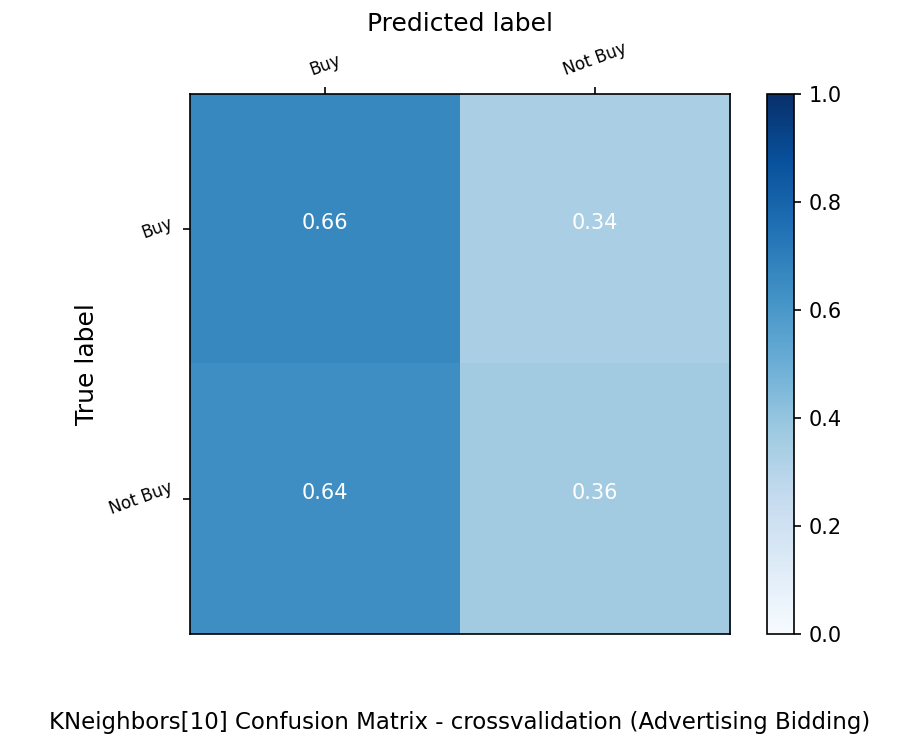 Predicted label
Buy
Not Buy
1.0
0.8
Buy
0.66
0.34
0.6
True label
0.4
Not Buy
0.64
0.36
0.2
0.0
KNeighbors[10] Confusion Matrix - crossvalidation (Advertising Bidding)